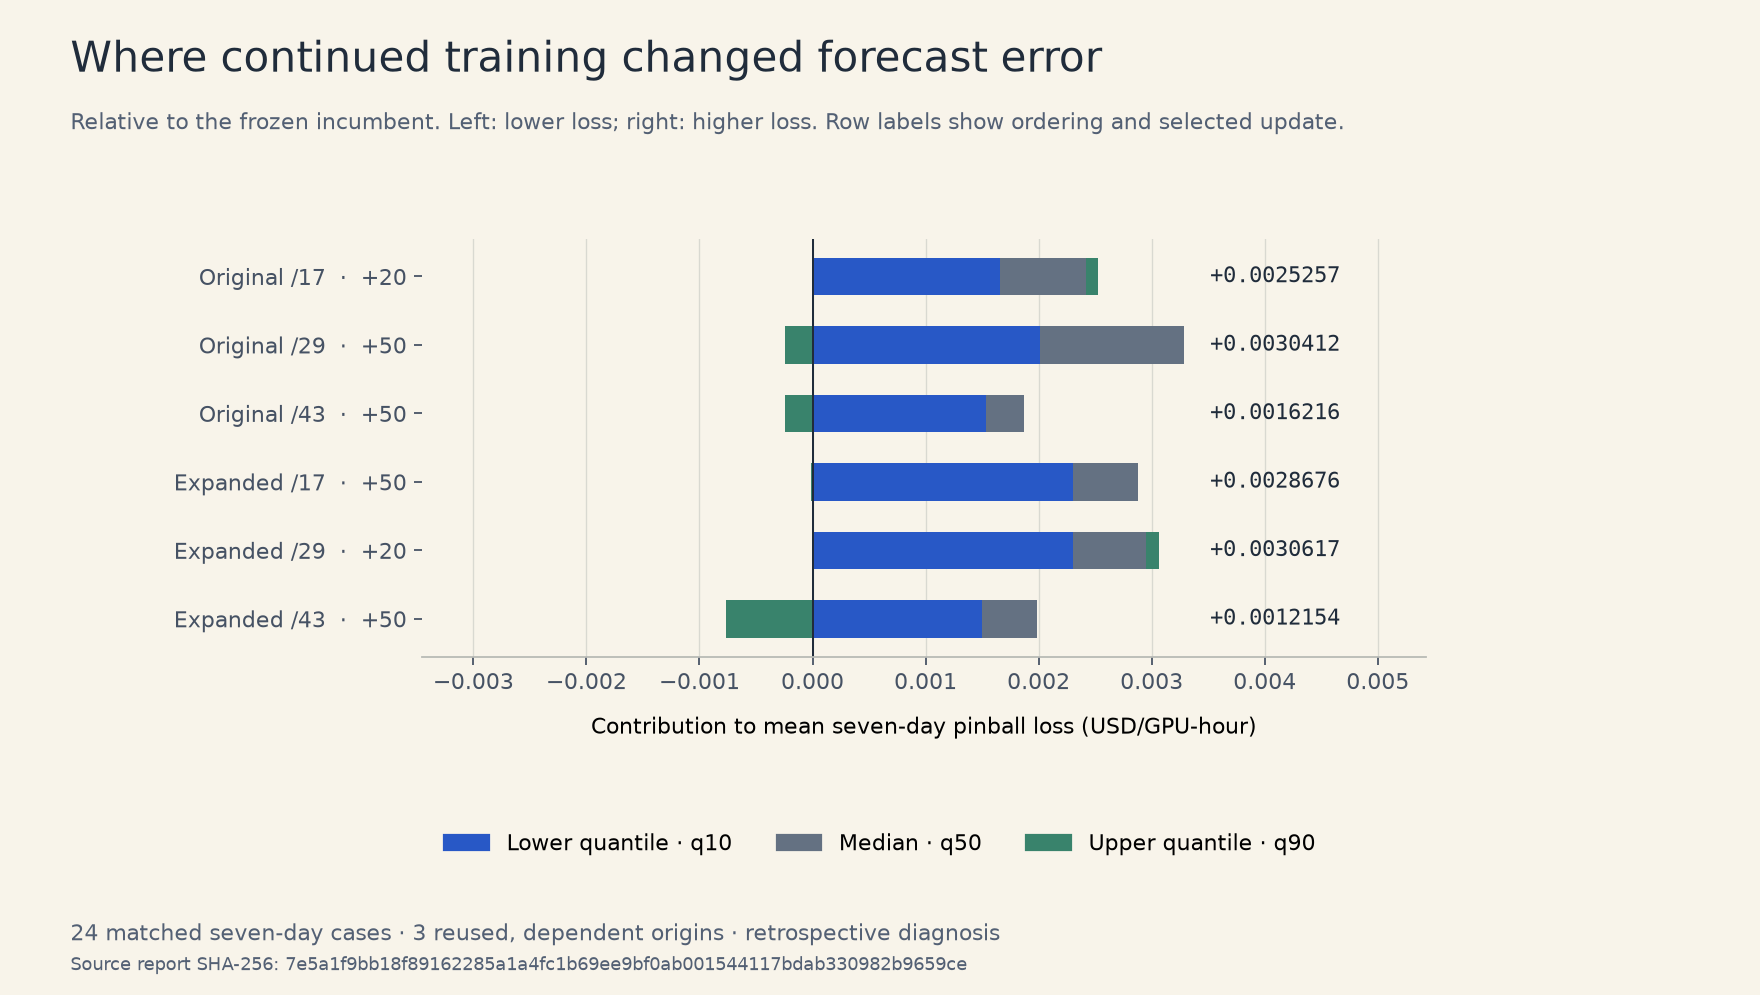 Where continued training changed forecast error
Relative to the frozen incumbent. Left: lower loss; right: higher loss. Row labels show ordering and selected update.
Original /17 · +20 +0.0025257
Original /29 · +50 +0.0030412
Original /43 · +50 +0.0016216
Expanded /17 · +50 +0.0028676
Expanded /29 · +20 +0.0030617
Expanded /43 · +50 +0.0012154
−0.003 −0.002 −0.001 0.000 0.001 0.002 0.003 0.004 0.005
Contribution to mean seven-day pinball loss (USD/GPU-hour)
Lower quantile · q10 Median · q50 Upper quantile · q90
24 matched seven-day cases · 3 reused, dependent origins · retrospective diagnosis
Source report SHA-256: 7e5a1f9bb18f89162285a1a4fc1b69ee9bf0ab001544117bdab330982b9659ce